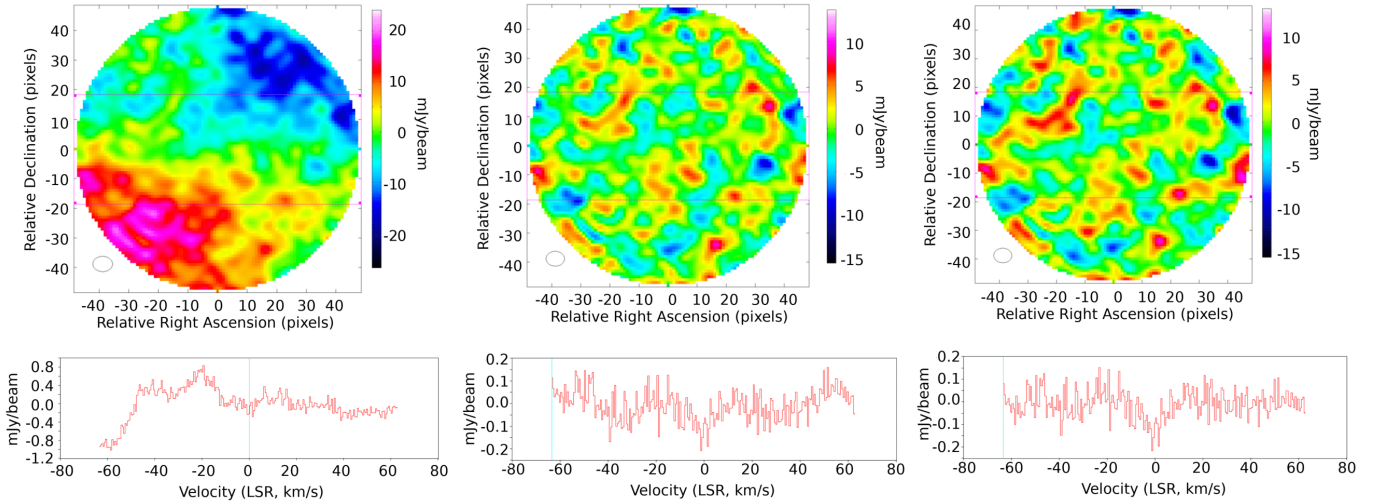 40
30
20
10
0
-10
-20
-30
-40
Relative Declination (pixels)
-40 -30 -20 -10 0 10 20 30 40
Relative Right Ascension (pixels)
20
10
0
-10
-20
mJy/beam
40
30
20
10
0
-10
-20
-30
-40
Relative Declination (pixels)
-40 -30 -20 -10 0 10 20 30 40
Relative Right Ascension (pixels)
10
5
0
-5
-10
-15
mJy/beam
40
30
20
10
0
-10
-20
-30
-40
Relative Declination (pixels)
-40 -30 -20 -10 0 10 20 30 40
Relative Right Ascension (pixels)
10
5
0
-5
-10
-15
mJy/beam
0.8
0.4
0.0
-0.4
-0.8
-1.2
mJy/beam
-80 -60 -40 -20 0 20 40 60 80
Velocity (LSR, km/s)
0.2
0.1
0.0
-0.1
-0.2
mJy/beam
-80 -60 -40 -20 0 20 40 60 80
Velocity (LSR, km/s)
0.2
0.1
0.0
-0.1
-0.2
mJy/beam
-80 -60 -40 -20 0 20 40 60 80
Velocity (LSR, km/s)